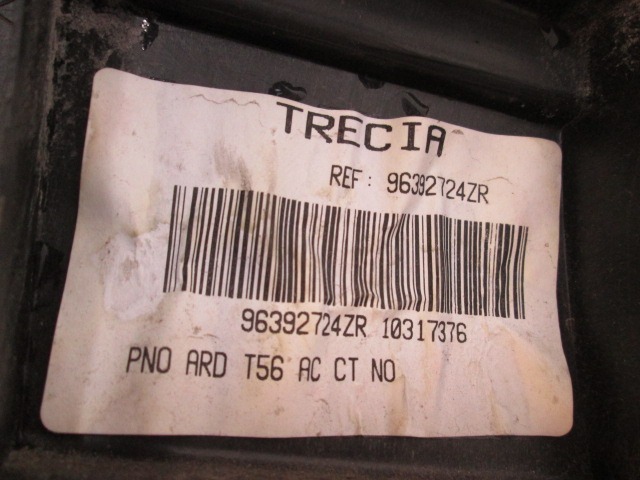 TRECIA
REF: 96392724ZR
96392724ZR 10317376
PNO ARD T56 AC CT NO